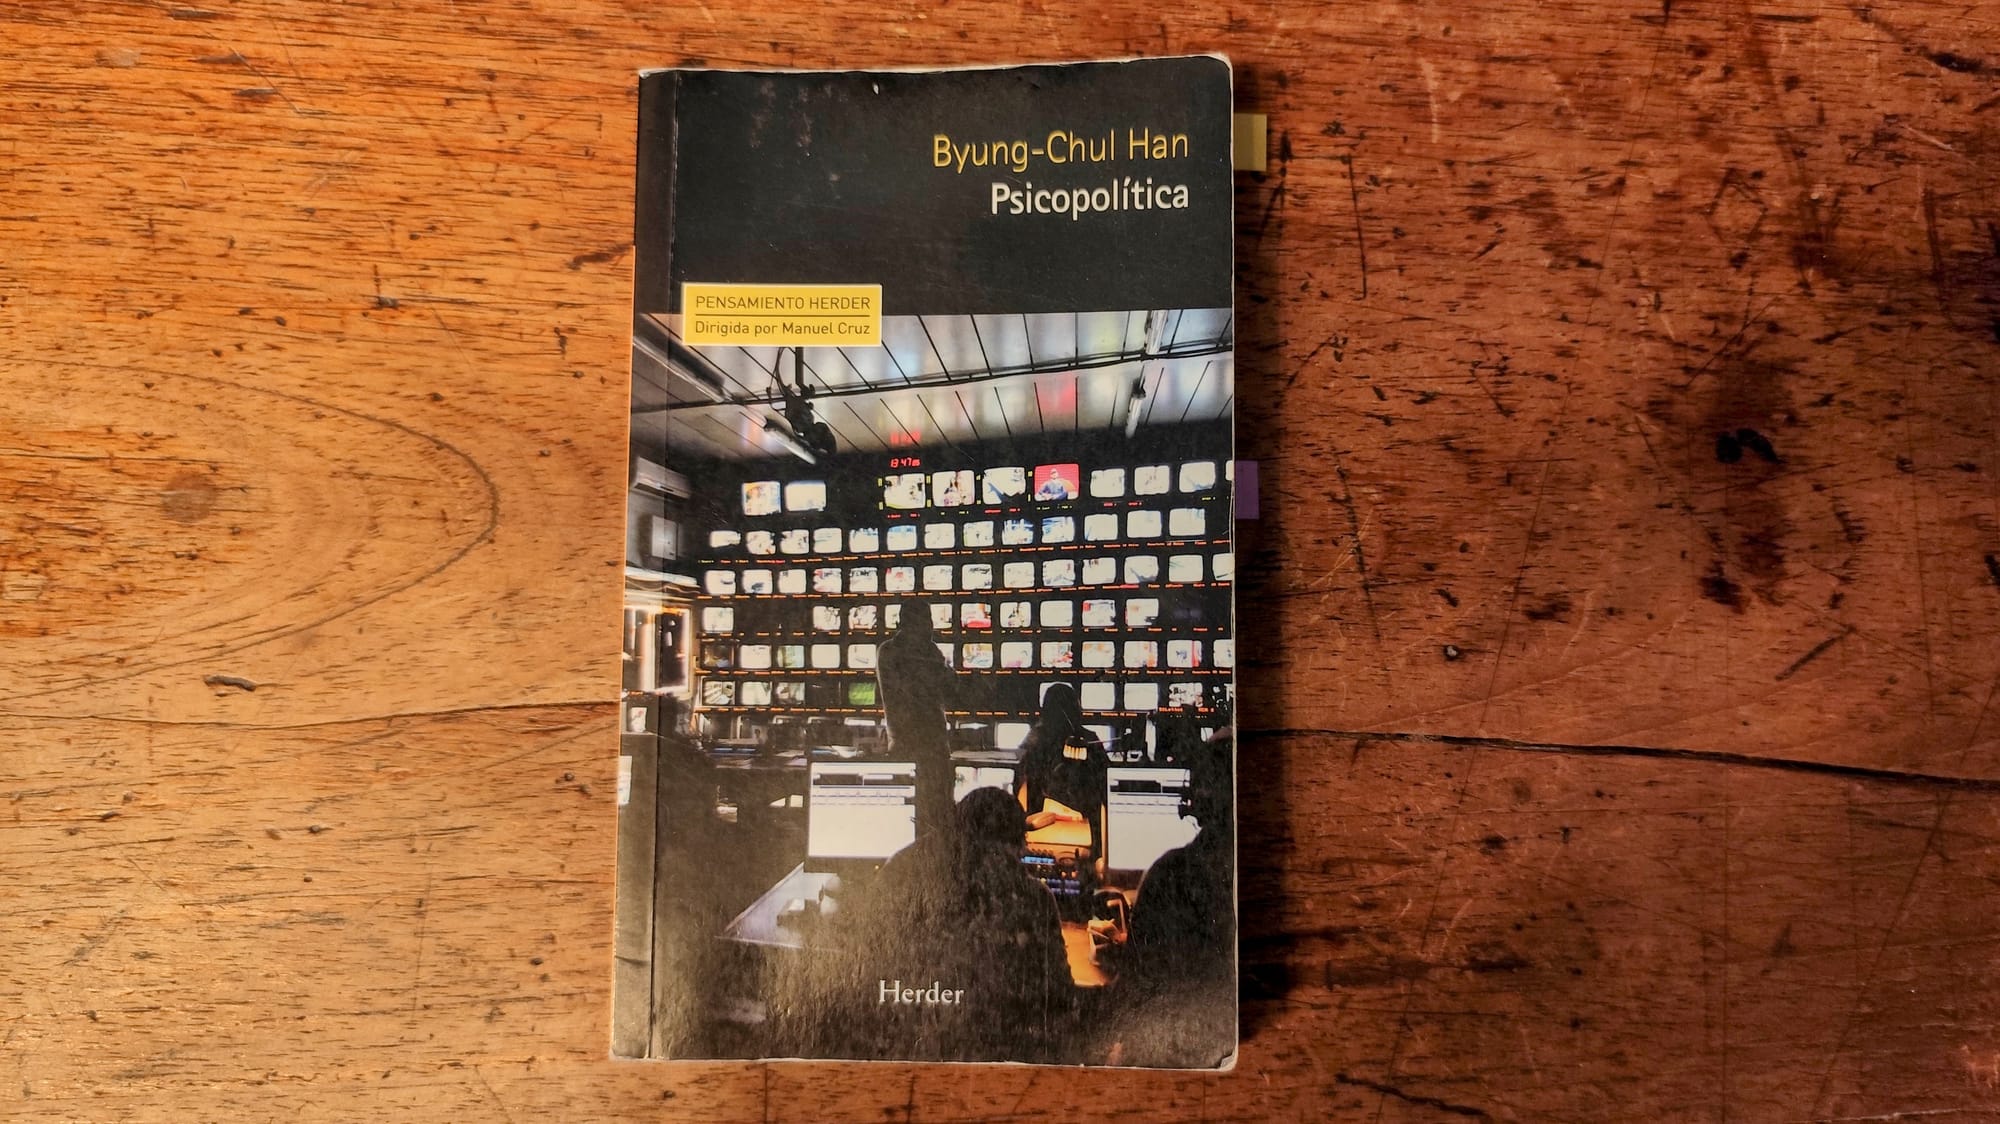 Byung-Chul Han
Psicopolítica
PENSAMIENTO HERDER
Dirigida por Manuel Cruz
Herder